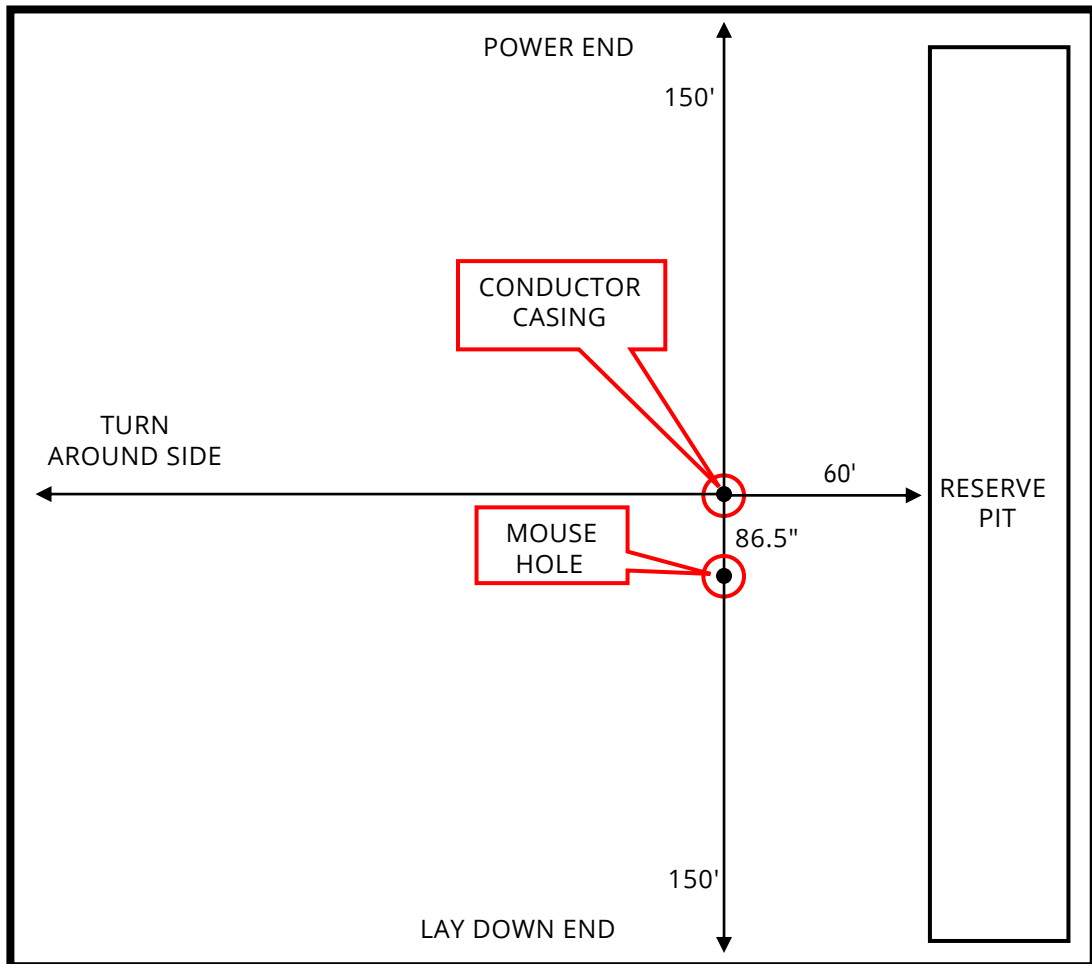 POWER END
150'
CONDUCTOR
CASING
TURN
AROUND SIDE
60'
RESERVE
PIT
MOUSE
HOLE
86.5"
150'
LAY DOWN END